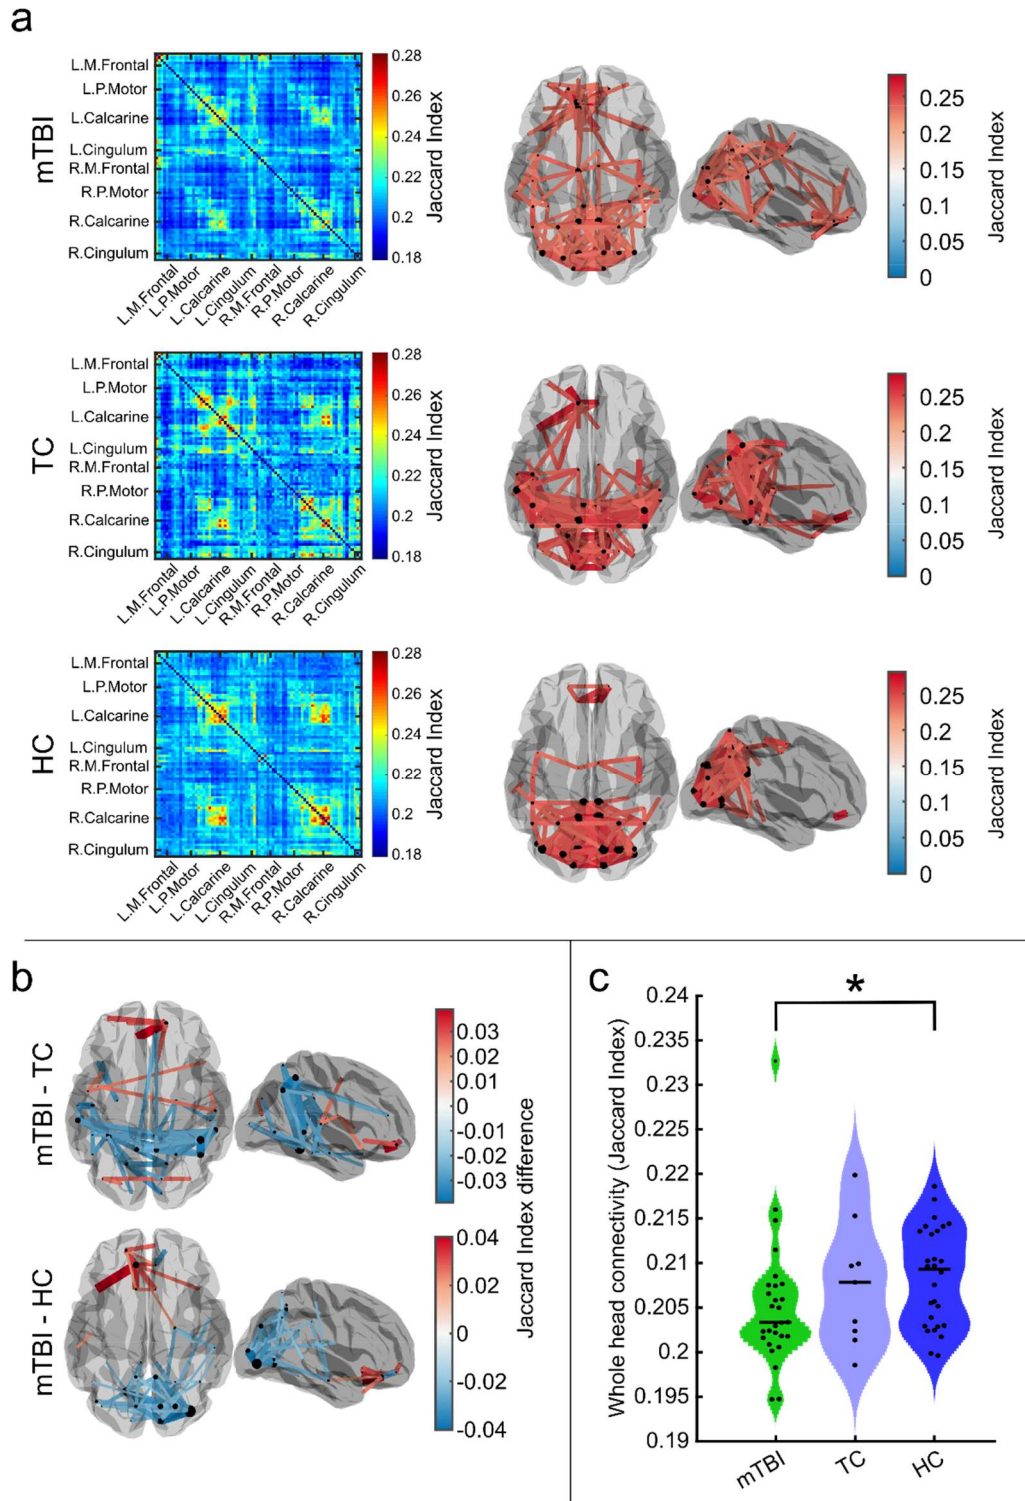 a
mTBI
L.M.Frontal
L.P.Motor
L.Calcarine
L.Cingulum
R.M.Frontal
R.P.Motor
R.Calcarine
R.Cingulum
L.M.Frontal
L.P.Motor
L.Calcarine
L.Cingulum
R.M.Frontal
R.P.Motor
R.Calcarine
R.Cingulum
0.28
0.26
0.24
0.22
0.2
0.18
Jaccard Index
0.25
0.2
0.15
0.1
0.05
0
Jaccard Index
TC
L.M.Frontal
L.P.Motor
L.Calcarine
L.Cingulum
R.M.Frontal
R.P.Motor
R.Calcarine
R.Cingulum
L.M.Frontal
L.P.Motor
L.Calcarine
L.Cingulum
R.M.Frontal
R.P.Motor
R.Calcarine
R.Cingulum
0.28
0.26
0.24
0.22
0.2
0.18
Jaccard Index
0.25
0.2
0.15
0.1
0.05
0
Jaccard Index
HC
L.M.Frontal
L.P.Motor
L.Calcarine
L.Cingulum
R.M.Frontal
R.P.Motor
R.Calcarine
R.Cingulum
L.M.Frontal
L.P.Motor
L.Calcarine
L.Cingulum
R.M.Frontal
R.P.Motor
R.Calcarine
R.Cingulum
0.28
0.26
0.24
0.22
0.2
0.18
Jaccard Index
0.25
0.2
0.15
0.1
0.05
0
Jaccard Index
b
mTBI - TC
0.03
0.02
0.01
0
-0.01
-0.02
-0.03
mTBI - HC
0.04
0.02
0
-0.02
-0.04
Jaccard Index difference
c
*
Whole head connectivity (Jaccard Index)
0.24
0.235
0.23
0.225
0.22
0.215
0.21
0.205
0.2
0.195
0.19
mTBI
TC
HC